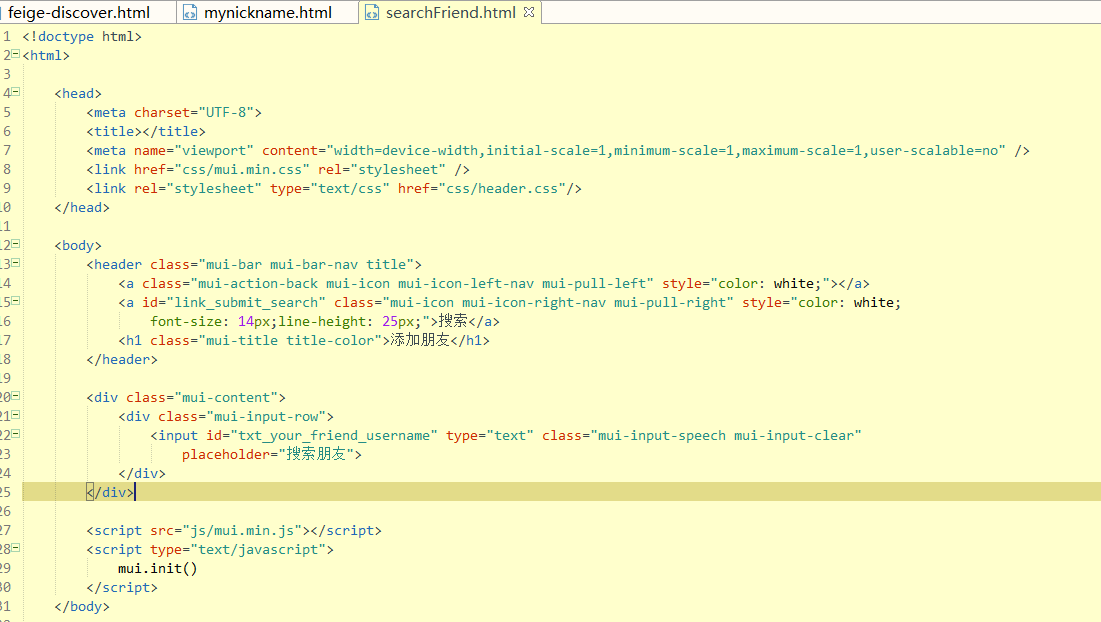 feige-discover.html mynickname.html searchFriend.html
1 <!doctype html>
2 <html>
3
4 <head>
5 <meta charset="UTF-8">
6 <title></title>
7 <meta name="viewport" content="width=device-width,initial-scale=1,minimum-scale=1,maximum-scale=1,user-scalable=no" />
8 <link href="css/mui.min.css" rel="stylesheet" />
9 <link rel="stylesheet" type="text/css" href="css/header.css"/>
10 </head>
11
12 <body>
13 <header class="mui-bar mui-bar-nav title">
14 <a class="mui-action-back mui-icon mui-icon-left-nav mui-pull-left" style="color: white;"></a>
15 <a id="link_submit_search" class="mui-icon mui-icon-right-nav mui-pull-right" style="color: white;
16 font-size: 14px;line-height: 25px;">搜索</a>
17 <h1 class="mui-title title-color">添加朋友</h1>
18 </header>
19
20 <div class="mui-content">
21 <div class="mui-input-row">
22 <input id="txt_your_friend_username" type="text" class="mui-input-speech mui-input-clear"
23 placeholder="搜索朋友">
24 </div>
25 </div>
26
27 <script src="js/mui.min.js"></script>
28 <script type="text/javascript">
29 mui.init()
30 </script>
31 </body>